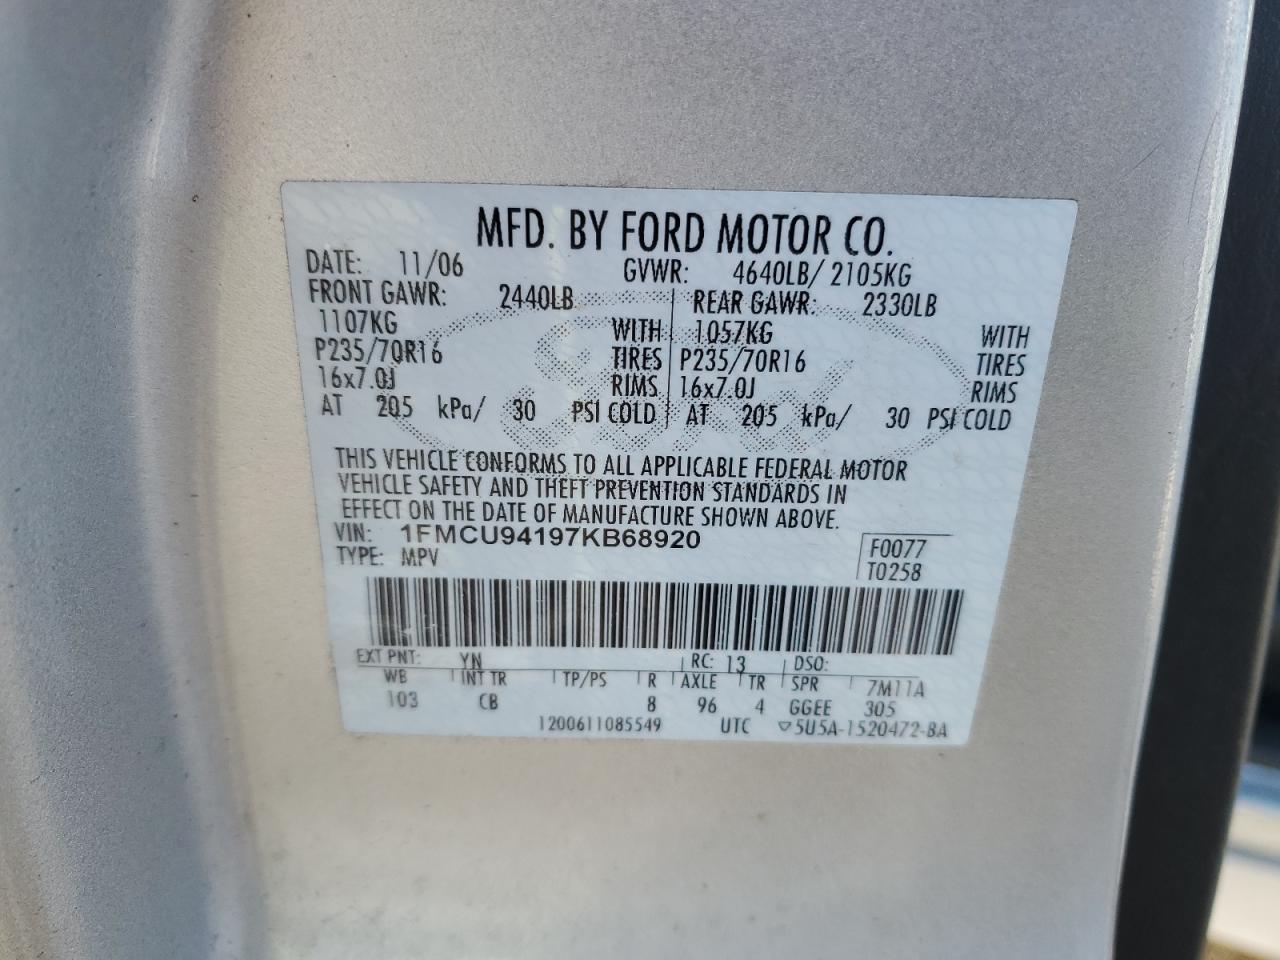 MFD. BY FORD MOTOR CO.
DATE: 11/06 GVWR: 4640LB/ 2105KG
FRONT GAWR: 2440LB REAR GAWR: 2330LB
1107KG WITH 1057KG WITH
P235/70R16 TIRES P235/70R16 TIRES
16x7.0J RIMS 16x7.0J RIMS
AT 205 kPa/ 30 PSI COLD AT 205 kPa/ 30 PSI COLD
THIS VEHICLE CONFORMS TO ALL APPLICABLE FEDERAL MOTOR
VEHICLE SAFETY AND THEFT PREVENTION STANDARDS IN
EFFECT ON THE DATE OF MANUFACTURE SHOWN ABOVE.
VIN: 1FMCU94197KB68920 F0077
TYPE: MPV T0258
EXT PNT: YN RC: 13 DSO:
WB INT TR TP/PS R AXLE TR SPR 7M11A
103 CB 8 96 4 GGEE 305
1200611085549 UTC ▽5U5A-1520472-BA